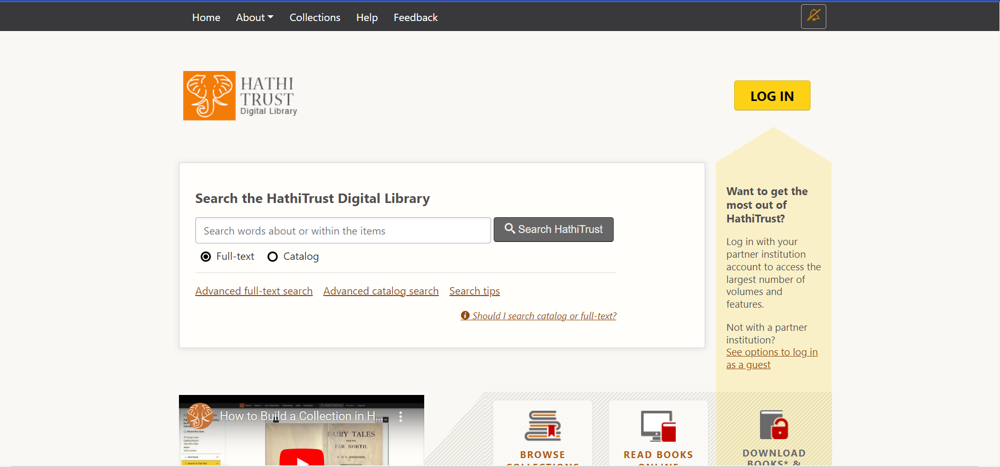 Home About Collections Help Feedback
HATHI
TRUST
Digital Library
LOG IN
Search the HathiTrust Digital Library
Search words about or within the items
Search HathiTrust
Full-text Catalog
Advanced full-text search Advanced catalog search Search tips
Should I search catalog or full-text?
Want to get the
most out of
HathiTrust?
Log in with your
partner institution
account to access the
largest number of
volumes and
features.
Not with a partner
institution?
See options to log in
as a guest
How to Build a Collection in H...
FAIRY TALES
FROM THE
FAR NORTH.
BROWSE
COLLECTIONS
READ BOOKS
ONLINE
DOWNLOAD
BOOKS* &